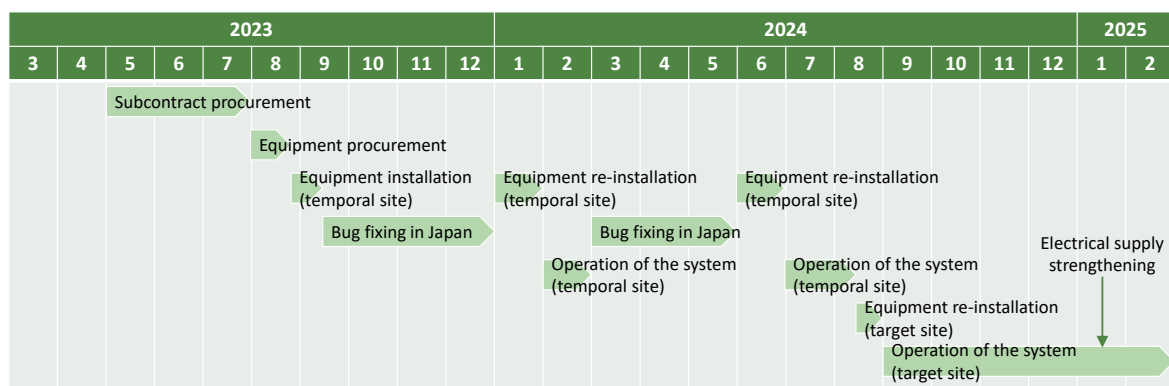 2023 2024 2025
3 4 5 6 7 8 9 10 11 12 1 2 3 4 5 6 7 8 9 10 11 12 1 2
Subcontract procurement
Equipment procurement
Equipment installation
(temporal site)
Equipment re-installation
(temporal site)
Equipment re-installation
(temporal site)
Bug fixing in Japan
Bug fixing in Japan
Electrical supply
strengthening
Operation of the system
(temporal site)
Operation of the system
(temporal site)
Equipment re-installation
(target site)
Operation of the system
(target site)